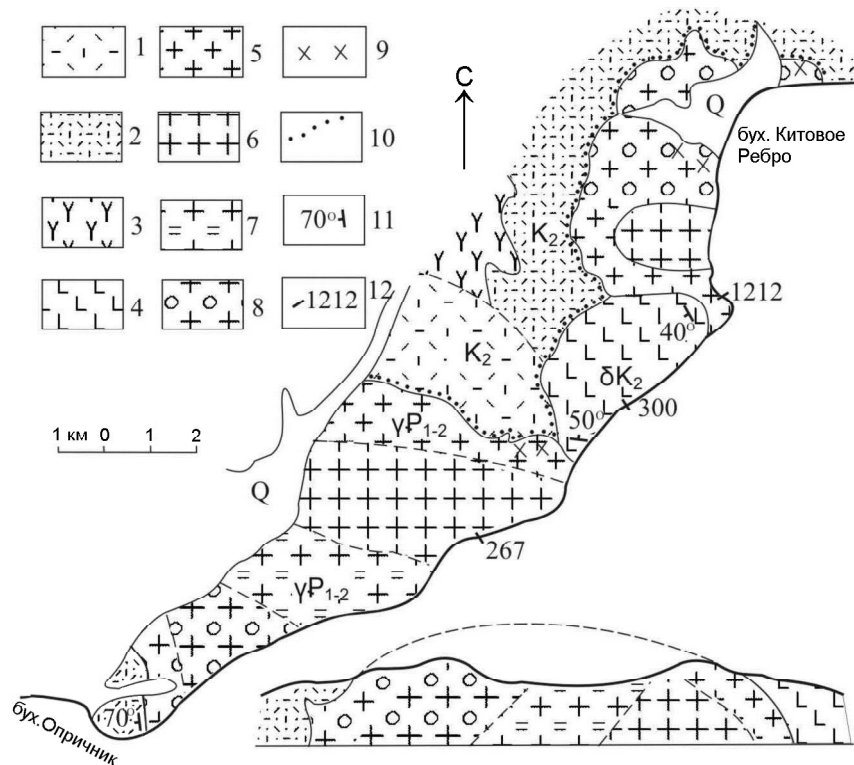 1 5 9
2 6 10
3 7 70° 11
4 8 1212 12
С
Q
бух. Китовое
Ребро
K₂
1212
40°
K₂
δK₂
300
50°
γP₁₋₂
1 км 0 1 2
Q
267
γP₁₋₂
70°
бух.Опричник